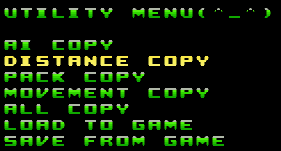 UTILITY MENU(^_^)
AI COPY
DISTANCE COPY
PACK COPY
MOVEMENT COPY
ALL COPY
LOAD TO GAME
SAVE FROM GAME